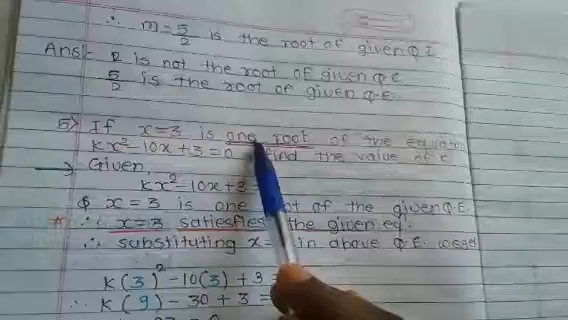 ∴ m = 5/2 is the root of given Q.E
Ans:- 2 is not the root of given Q.E
5/2 is the root of given Q.E.
5) If x=3 is one root of the equation
Kx² - 10x + 3 = 0 find the value of
→ Given,
Kx² - 10x + 3
x = 3 is one of the given Q.E.
* ∴ x=3 satisfies the given eq.
∴ substituting x = in above Q.E. we get
K(3)² - 10(3) + 3 =
∴ K(9) - 30 + 3 =